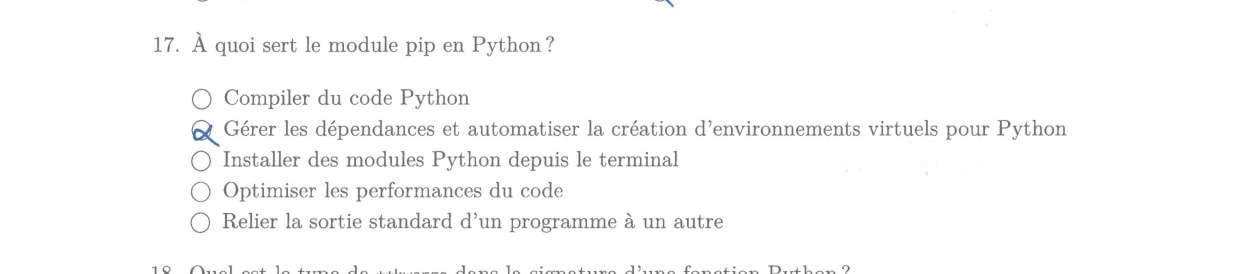 17. À quoi sert le module pip en Python ?
Compiler du code Python
Gérer les dépendances et automatiser la création d'environnements virtuels pour Python
Installer des modules Python depuis le terminal
Optimiser les performances du code
Relier la sortie standard d'un programme à un autre
18. Quel est le type de **kwargs dans la signature d'une fonction Python ?